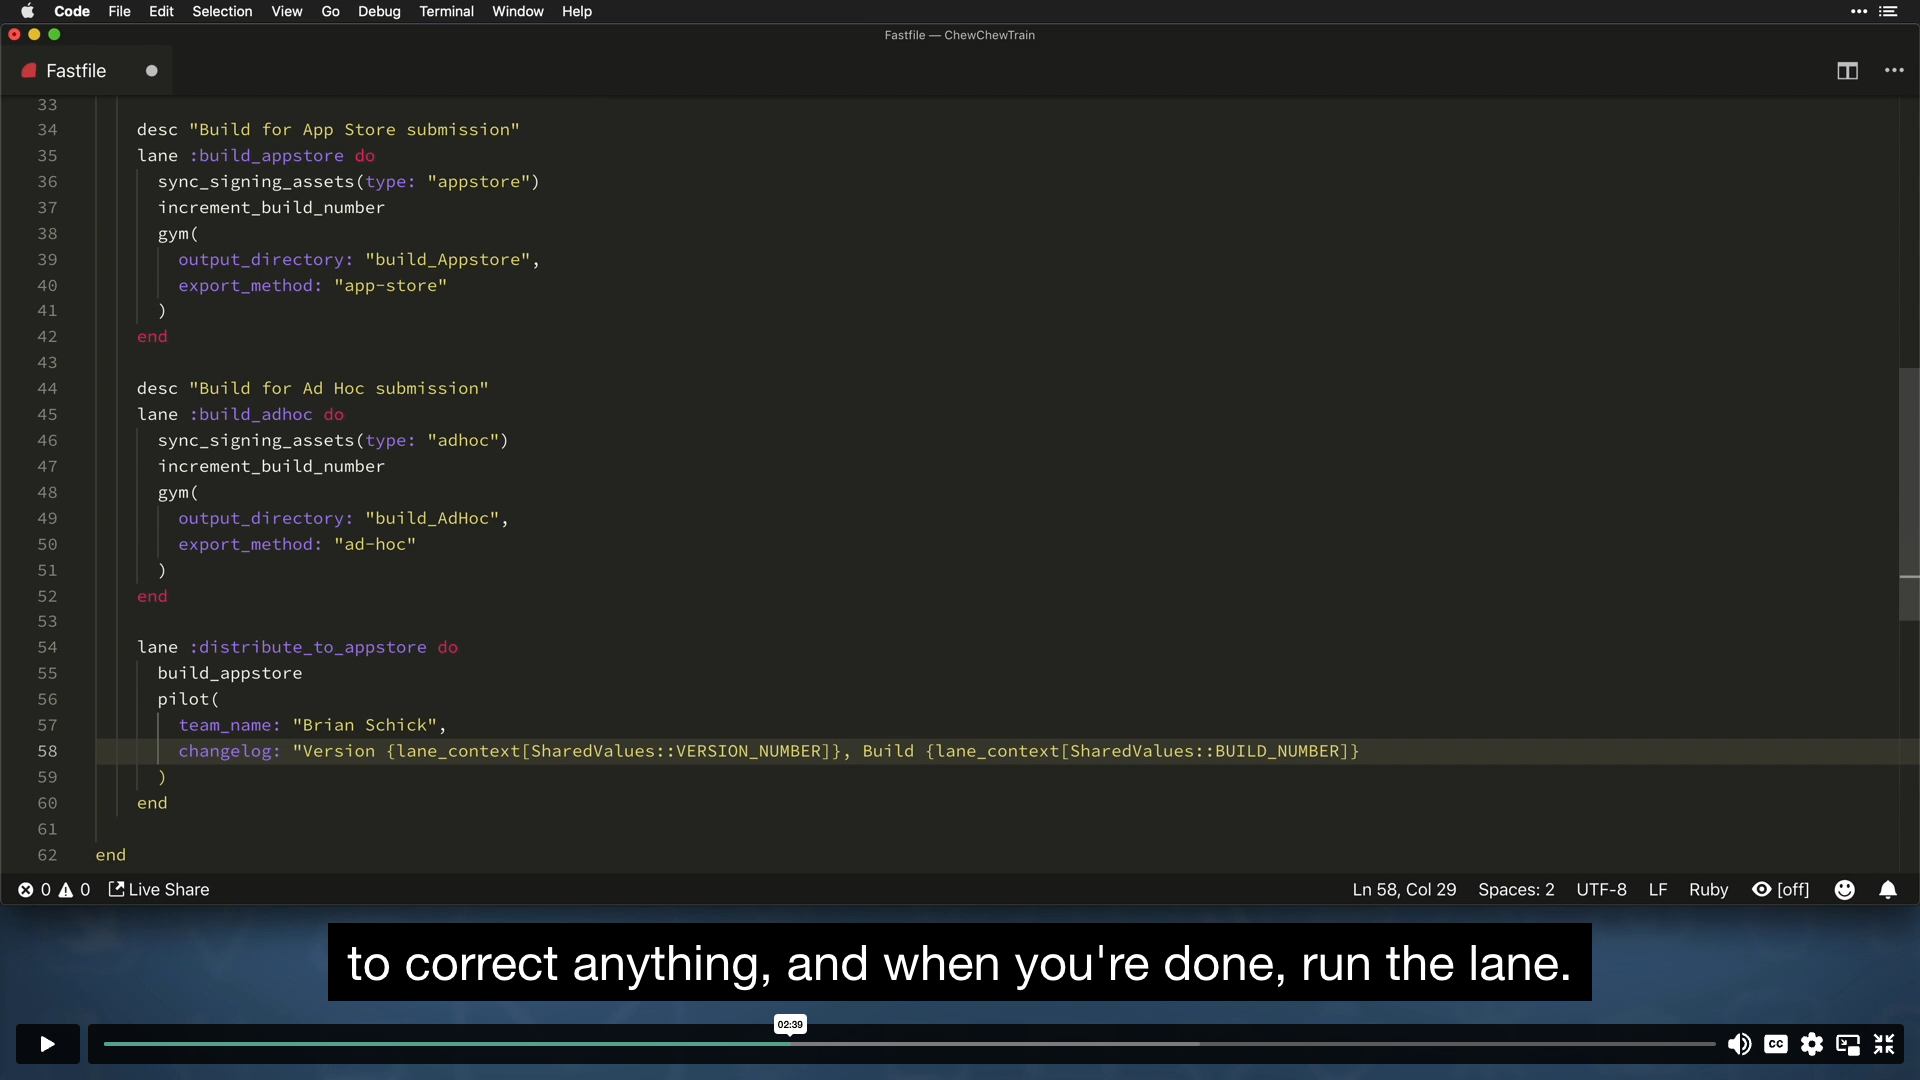 Code File Edit Selection View Go Debug Terminal Window Help
Fastfile — ChewChewTrain
Fastfile
33
34 desc "Build for App Store submission"
35 lane :build_appstore do
36 sync_signing_assets(type: "appstore")
37 increment_build_number
38 gym(
39 output_directory: "build_Appstore",
40 export_method: "app-store"
41 )
42 end
43
44 desc "Build for Ad Hoc submission"
45 lane :build_adhoc do
46 sync_signing_assets(type: "adhoc")
47 increment_build_number
48 gym(
49 output_directory: "build_AdHoc",
50 export_method: "ad-hoc"
51 )
52 end
53
54 lane :distribute_to_appstore do
55 build_appstore
56 pilot(
57 team_name: "Brian Schick",
58 changelog: "Version {lane_context[SharedValues::VERSION_NUMBER]}, Build {lane_context[SharedValues::BUILD_NUMBER]}
59 )
60 end
61
62 end
0 0 Live Share Ln 58, Col 29 Spaces: 2 UTF-8 LF Ruby [off]
to correct anything, and when you're done, run the lane.
02:39
CC